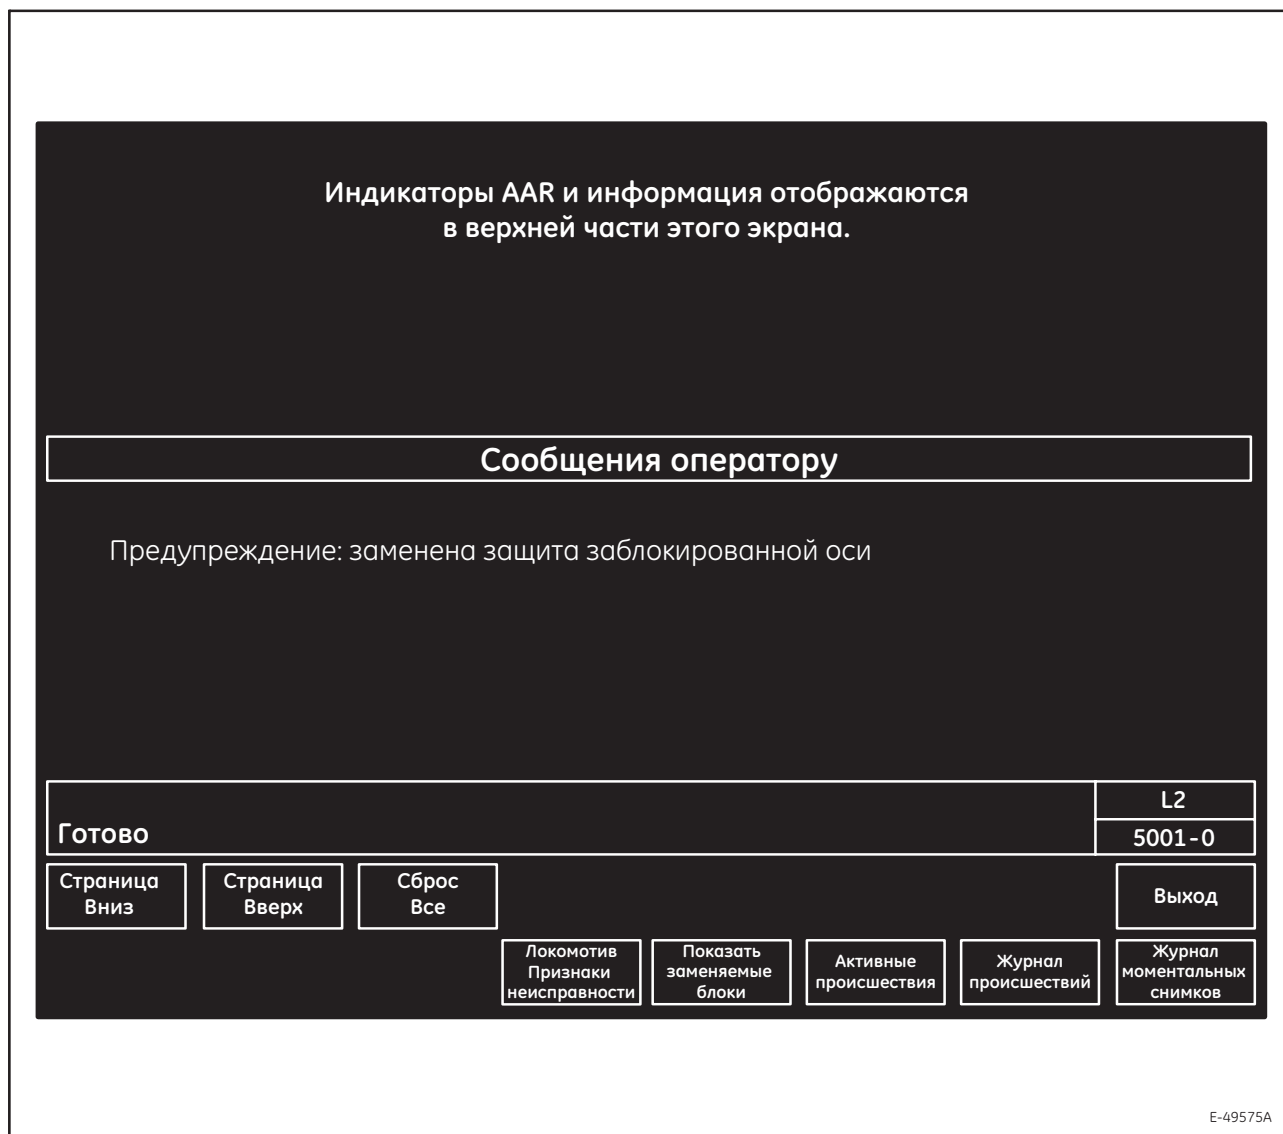 Индикаторы AAR и информация отображаются
в верхней части этого экрана.
Сообщения оператору
Предупреждение: заменена защита заблокированной оси
Готово
L2
5001-0
Страница
Вниз
Страница
Вверх
Сброс
Все
Выход
Локомотив
Признаки
неисправности
Показать
заменяемые
блоки
Активные
происшествия
Журнал
происшествий
Журнал
моментальных
снимков
E-49575A